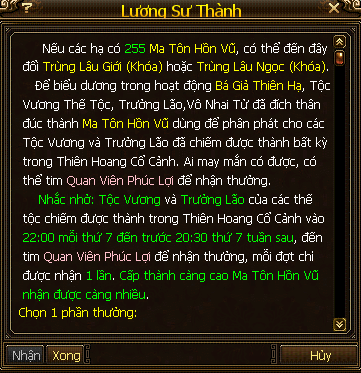 Lương Sư Thành
Nếu các hạ có 255 Ma Tôn Hồn Vũ, có thể đến đây
đổi Trùng Lâu Giới (Khóa) hoặc Trùng Lâu Ngọc (Khóa).
Để biểu dương trong hoạt động Bá Giả Thiên Hạ, Tộc
Vương Thế Tộc, Trưởng Lão,Vô Nhai Tử đã đích thân
đúc thành Ma Tôn Hồn Vũ dùng để phân phát cho các
Tộc Vương và Trưởng Lão đã chiếm được thành bất kỳ
trong Thiên Hoang Cổ Cảnh. Ai may mắn có được, có
thể tìm Quan Viên Phúc Lợi để nhận thưởng.
Nhắc nhở: Tộc Vương và Trưởng Lão của các thế
tộc chiếm được thành trong Thiên Hoang Cổ Cảnh vào
22:00 mỗi thứ 7 đến trước 20:30 thứ 7 tuần sau, đến
tìm Quan Viên Phúc Lợi để nhận thưởng, mỗi đợt chỉ
được nhận 1 lần. Cấp thành càng cao Ma Tôn Hồn Vũ
nhận được càng nhiều.
Chọn 1 phần thưởng:
Nhận Xong Hủy